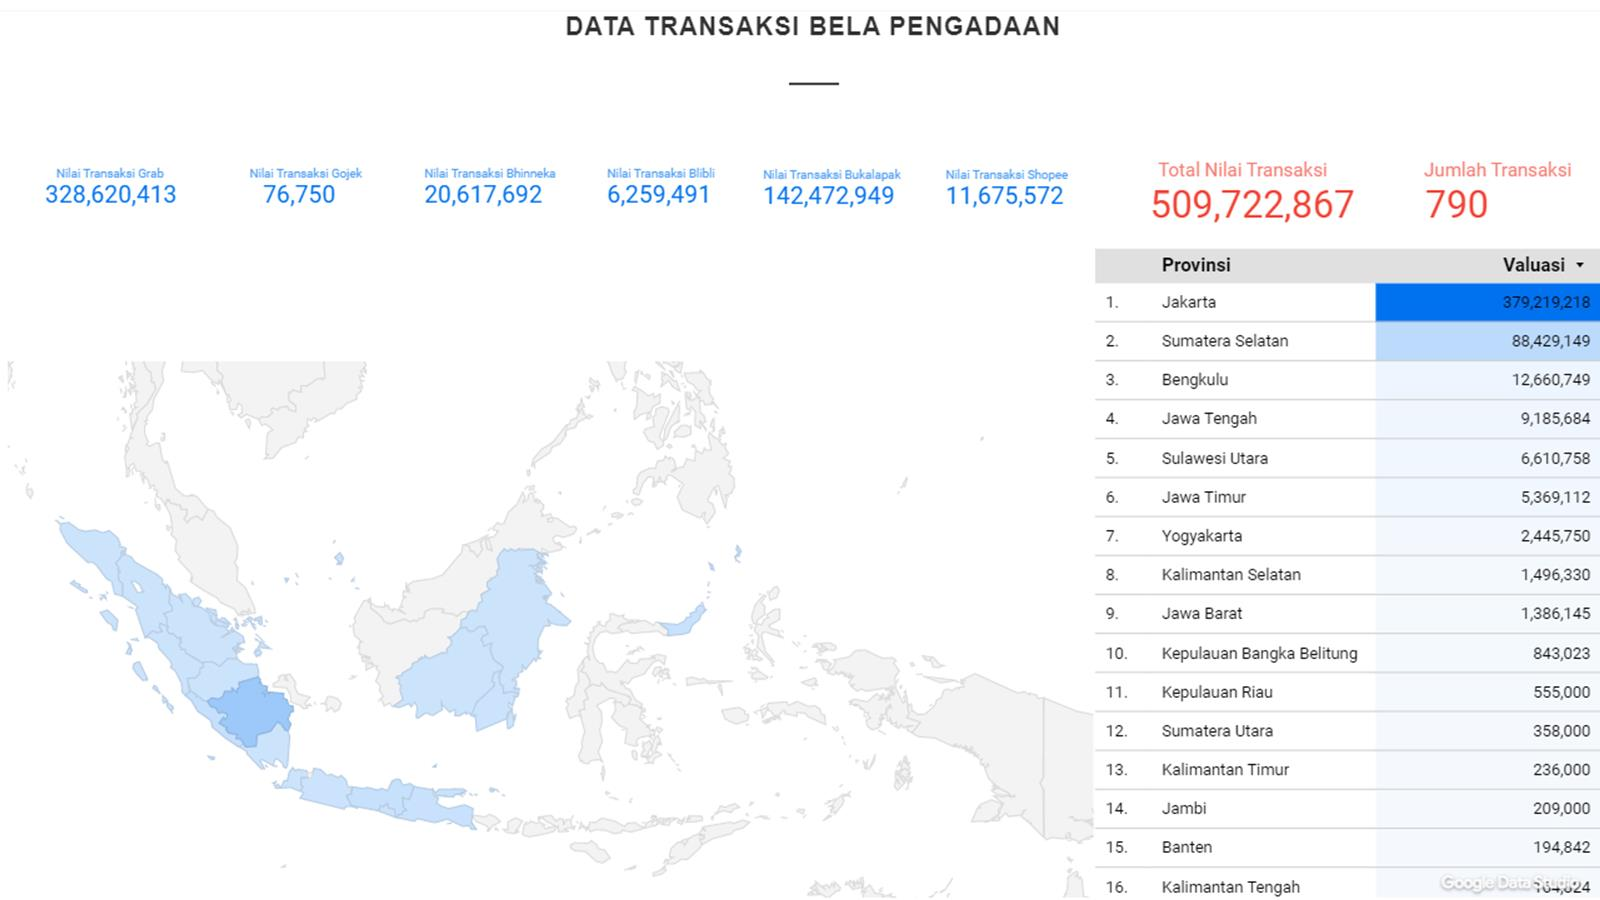 DATA TRANSAKSI BELA PENGADAAN
Nilai Transaksi Grab
328,620,413
Nilai Transaksi Gojek
76,750
Nilai Transaksi Bhinneka
20,617,692
Nilai Transaksi Blibli
6,259,491
Nilai Transaksi Bukalapak
142,472,949
Nilai Transaksi Shopee
11,675,572
Total Nilai Transaksi
509,722,867
Jumlah Transaksi
790
Provinsi Valuasi
1. Jakarta 379,219,218
2. Sumatera Selatan 88,429,149
3. Bengkulu 12,660,749
4. Jawa Tengah 9,185,684
5. Sulawesi Utara 6,610,758
6. Jawa Timur 5,369,112
7. Yogyakarta 2,445,750
8. Kalimantan Selatan 1,496,330
9. Jawa Barat 1,386,145
10. Kepulauan Bangka Belitung 843,023
11. Kepulauan Riau 555,000
12. Sumatera Utara 358,000
13. Kalimantan Timur 236,000
14. Jambi 209,000
15. Banten 194,842
16. Kalimantan Tengah
Google Data Studio